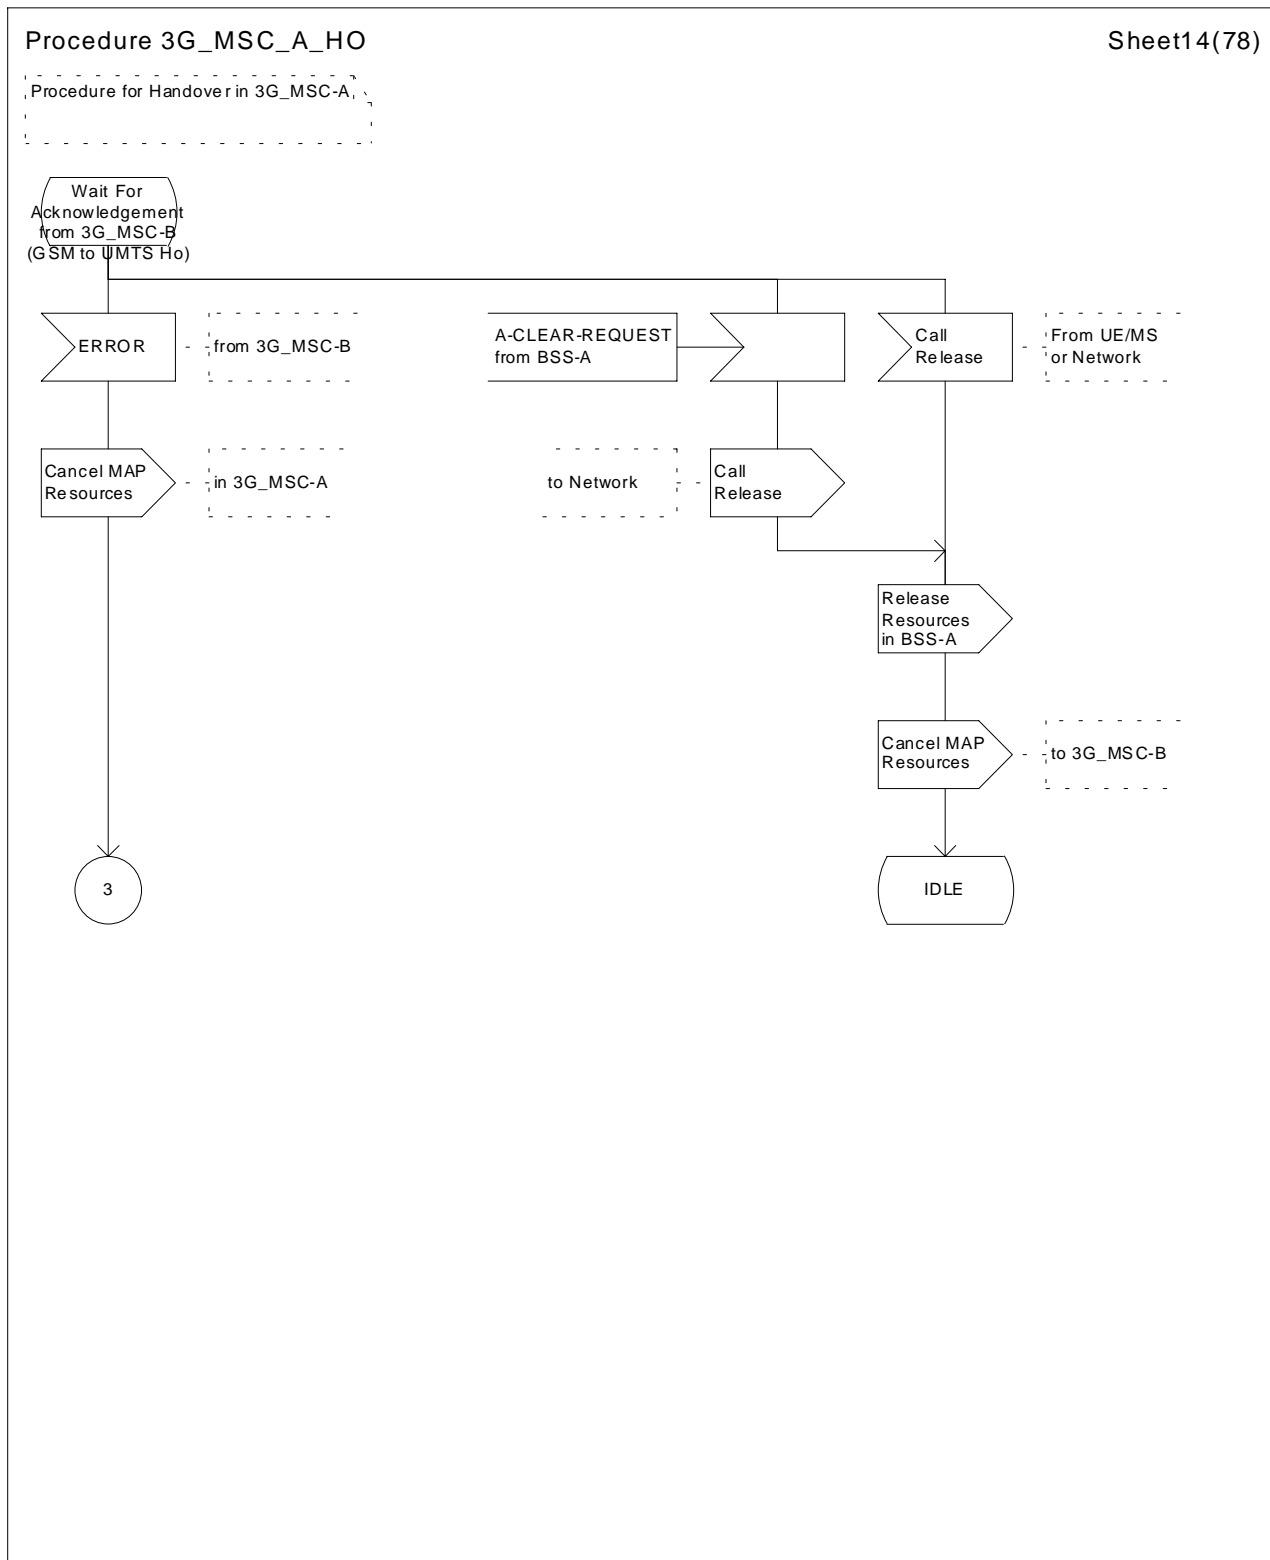 Procedure 3G_MSC_A_HO
Sheet14(78)
Procedure for Handover in 3G_MSC-A
Wait For
Acknowledgement
from 3G_MSC-B
(GSM to UMTS Ho)
ERROR
from 3G_MSC-B
A-CLEAR-REQUEST
from BSS-A
Call
Release
From UE/MS
or Network
Cancel MAP
Resources
in 3G_MSC-A
to Network
Call
Release
Release
Resources
in BSS-A
Cancel MAP
Resources
to 3G_MSC-B
3
IDLE